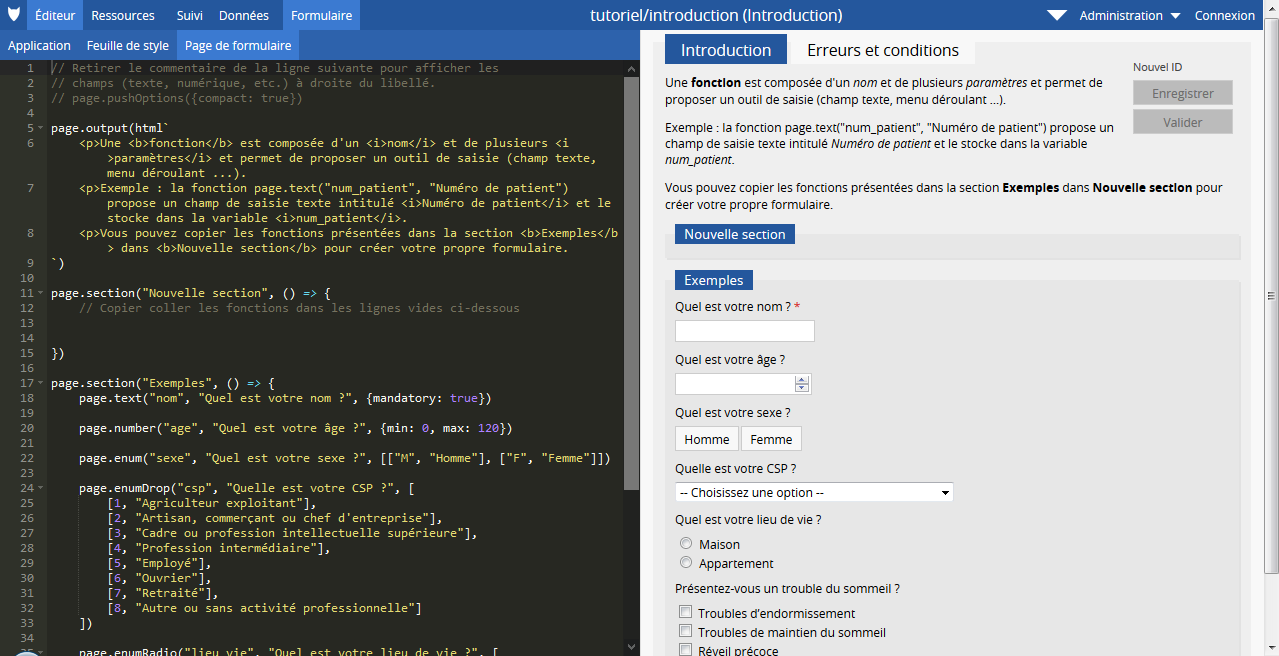 Éditeur Ressources Suivi Données Formulaire tutoriel/introduction (Introduction) Administration Connexion
Application Feuille de style Page de formulaire
1 // Retirer le commentaire de la ligne suivante pour afficher les
2 // champs (texte, numérique, etc.) à droite du libellé.
3 // page.pushOptions({compact: true})
4
5 page.output(html`
6 <p>Une <b>fonction</b> est composée d'un <i>nom</i> et de plusieurs <i
>paramètres</i> et permet de proposer un outil de saisie (champ texte,
menu déroulant ...).
7 <p>Exemple : la fonction page.text("num_patient", "Numéro de patient")
propose un champ de saisie texte intitulé <i>Numéro de patient</i> et le
stocke dans la variable <i>num_patient</i>.
8 <p>Vous pouvez copier les fonctions présentées dans la section <b>Exemples</b
> dans <b>Nouvelle section</b> pour créer votre propre formulaire.
9 `)
10
11 page.section("Nouvelle section", () => {
12 // Copier coller les fonctions dans les lignes vides ci-dessous
13
14
15 })
16
17 page.section("Exemples", () => {
18 page.text("nom", "Quel est votre nom ?", {mandatory: true})
19
20 page.number("age", "Quel est votre âge ?", {min: 0, max: 120})
21
22 page.enum("sexe", "Quel est votre sexe ?", [["M", "Homme"], ["F", "Femme"]])
23
24 page.enumDrop("csp", "Quelle est votre CSP ?", [
25 [1, "Agriculteur exploitant"],
26 [2, "Artisan, commerçant ou chef d'entreprise"],
27 [3, "Cadre ou profession intellectuelle supérieure"],
28 [4, "Profession intermédiaire"],
29 [5, "Employé"],
30 [6, "Ouvrier"],
31 [7, "Retraité"],
32 [8, "Autre ou sans activité professionnelle"]
33 ])
34
35 page.enumRadio("lieu_vie", "Quel est votre lieu de vie ?", [
Introduction Erreurs et conditions
Une fonction est composée d'un nom et de plusieurs paramètres et permet de
proposer un outil de saisie (champ texte, menu déroulant ...).
Exemple : la fonction page.text("num_patient", "Numéro de patient") propose un
champ de saisie texte intitulé Numéro de patient et le stocke dans la variable
num_patient.
Vous pouvez copier les fonctions présentées dans la section Exemples dans Nouvelle section pour
créer votre propre formulaire.
Nouvel ID
Enregistrer
Valider
Nouvelle section
Exemples
Quel est votre nom ? *
Quel est votre âge ?
Quel est votre sexe ?
Homme Femme
Quelle est votre CSP ?
-- Choisissez une option --
Quel est votre lieu de vie ?
Maison
Appartement
Présentez-vous un trouble du sommeil ?
Troubles d’endormissement
Troubles de maintien du sommeil
Réveil précoce